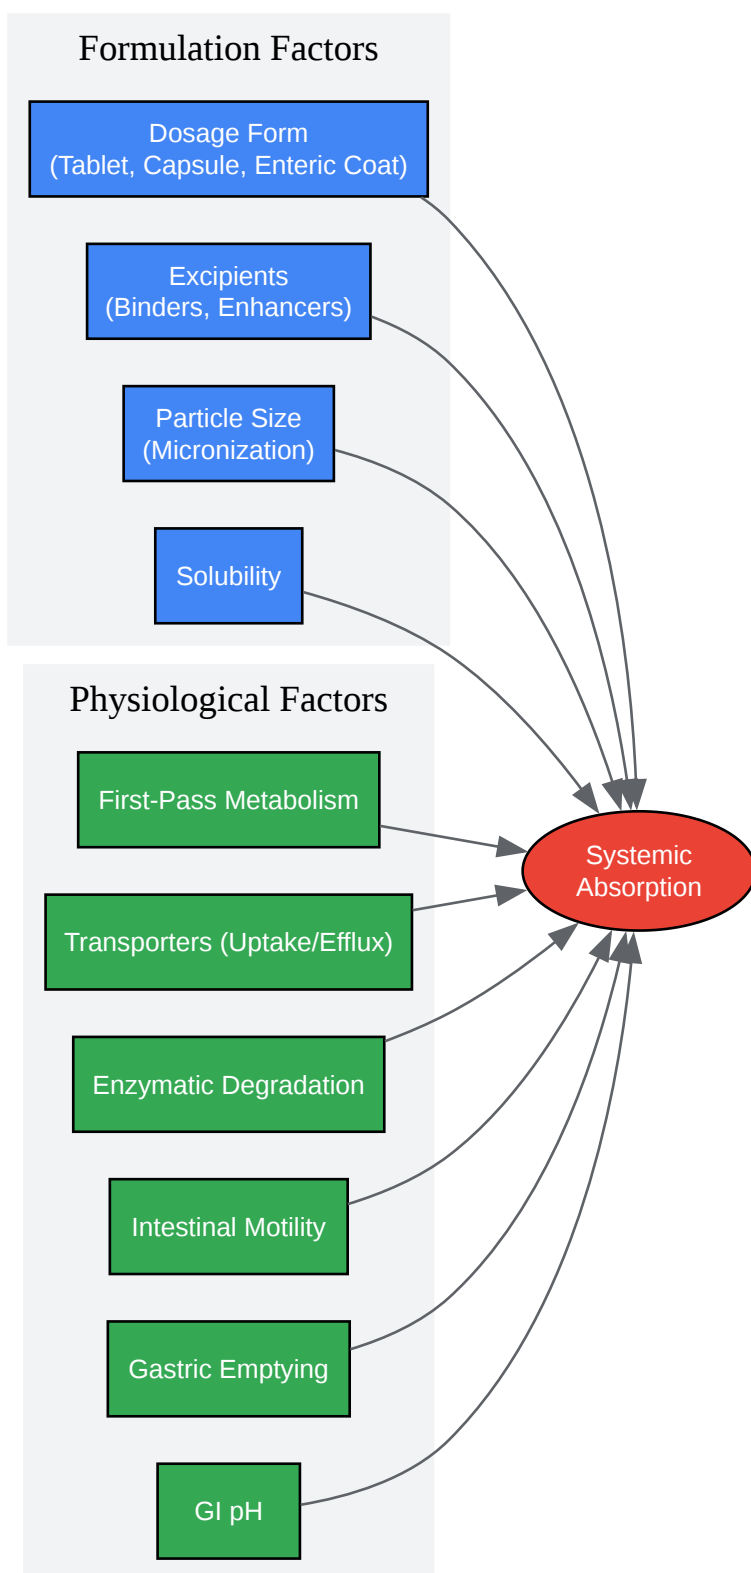 Formulation Factors
Dosage Form
(Tablet, Capsule, Enteric Coat)
Excipients
(Binders, Enhancers)
Particle Size
(Micronization)
Solubility
Physiological Factors
First-Pass Metabolism
Transporters (Uptake/Efflux)
Enzymatic Degradation
Intestinal Motility
Gastric Emptying
GI pH
Systemic
Absorption